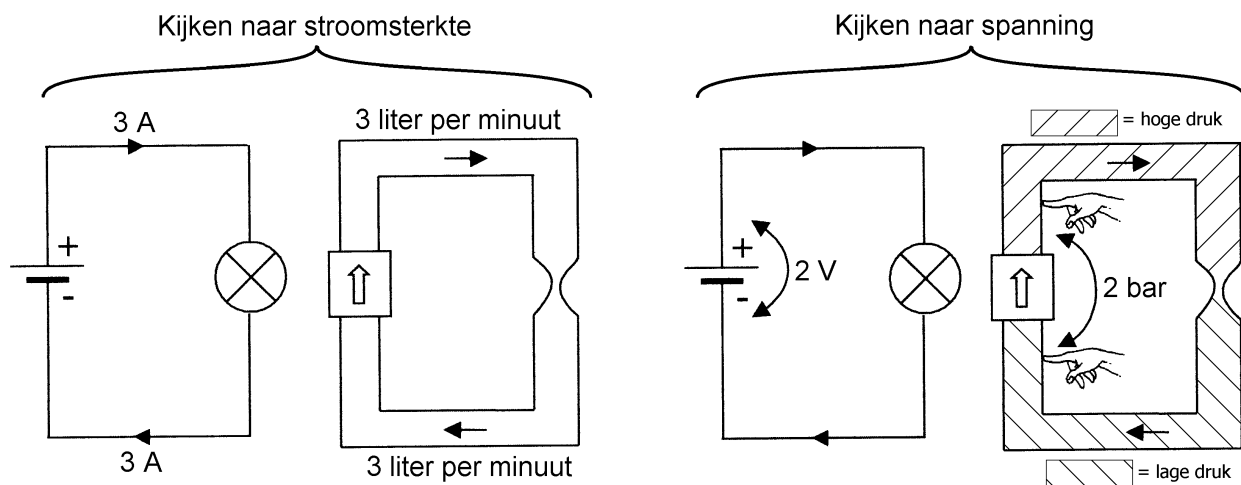 Kijken naar stroomsterkte
3 A
3 liter per minuut
+
-
3 A
3 liter per minuut
Kijken naar spanning
= hoge druk
+
-
2 V
2 bar
= lage druk